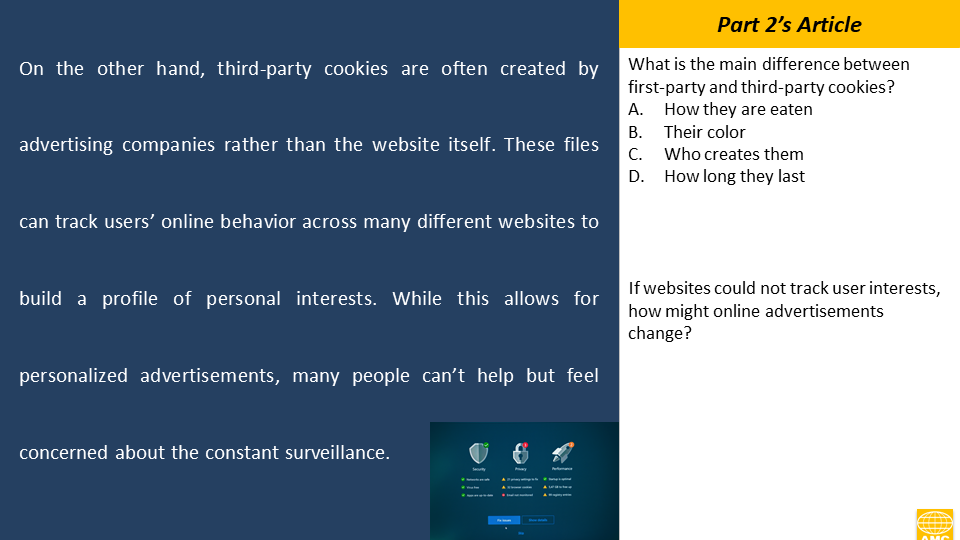 On the other hand, third-party cookies are often created by
advertising companies rather than the website itself. These files
can track users’ online behavior across many different websites to
build a profile of personal interests. While this allows for
personalized advertisements, many people can’t help but feel
concerned about the constant surveillance.
Security
Privacy
Performance
Part 2’s Article
What is the main difference between
first-party and third-party cookies?
A. How they are eaten
B. Their color
C. Who creates them
D. How long they last
If websites could not track user interests,
how might online advertisements
change?
AMC